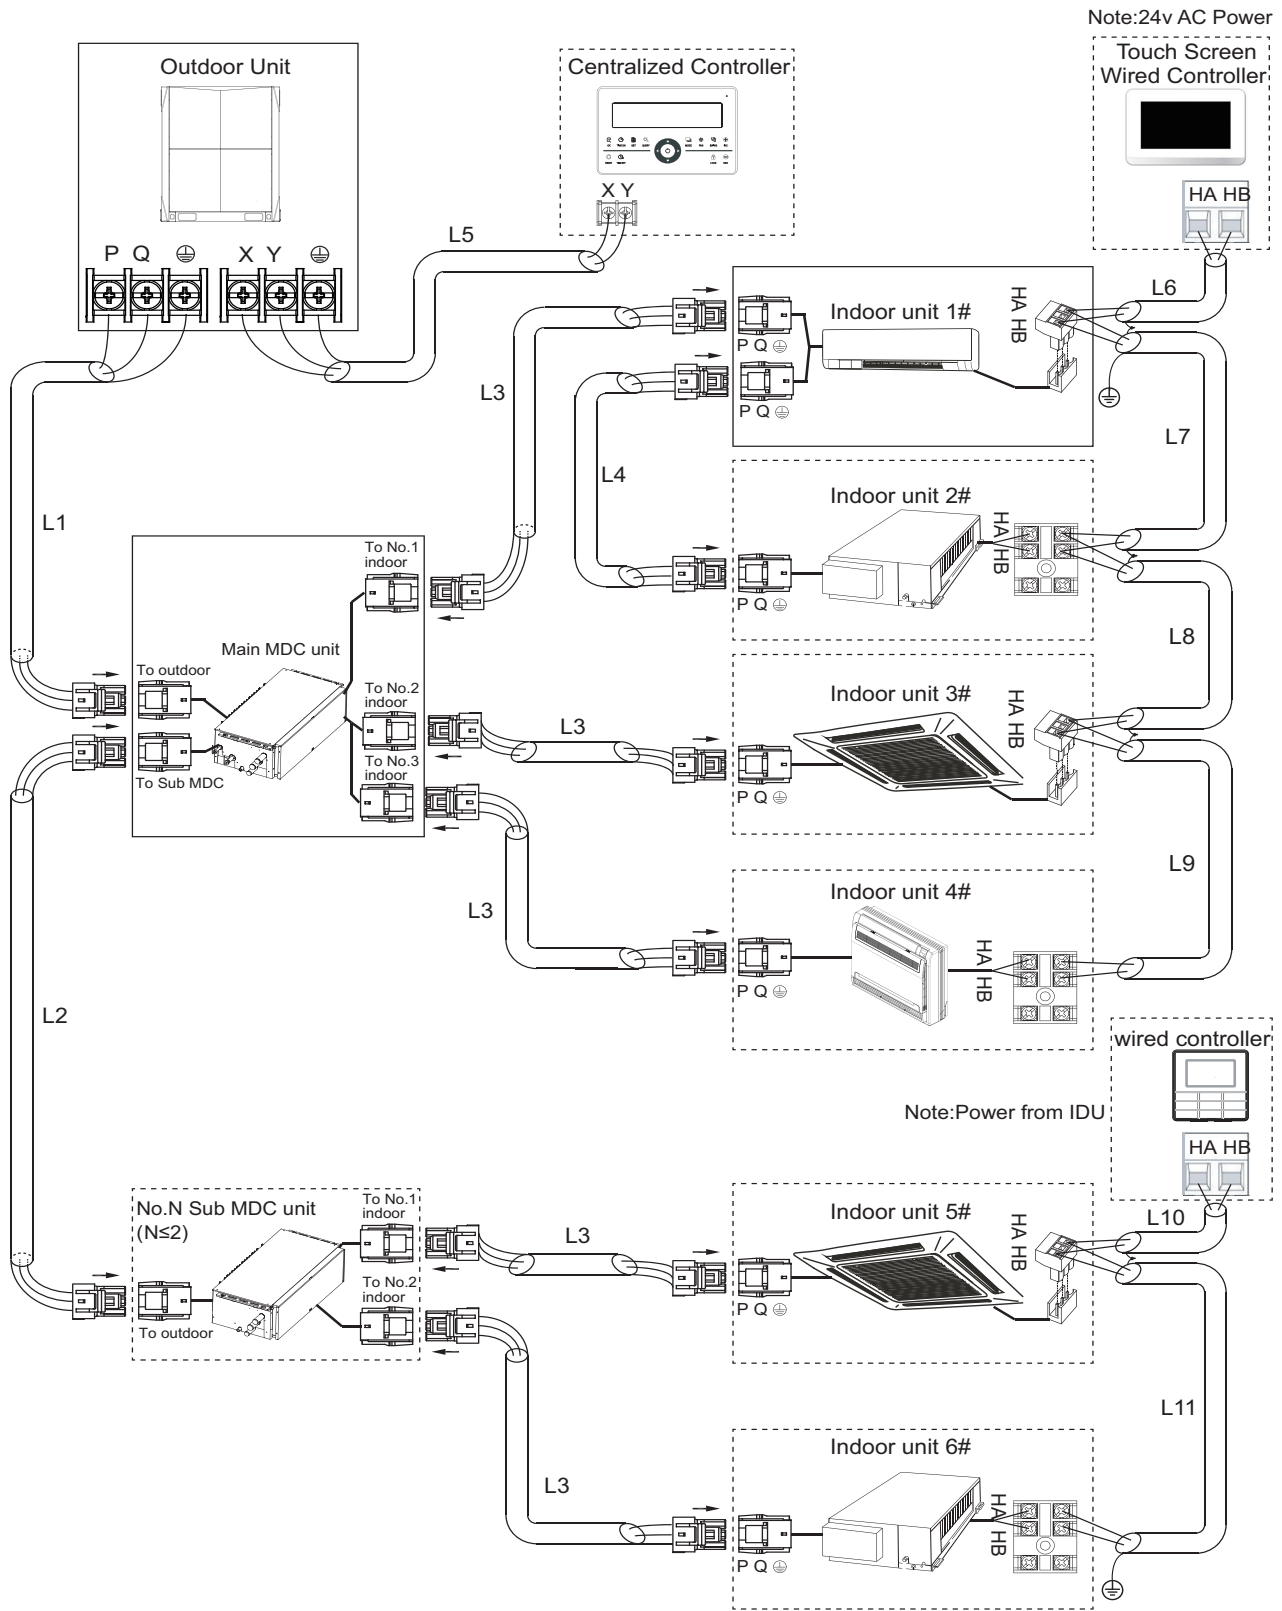 Note:24v AC Power
Outdoor Unit
Centralized Controller
Touch Screen
Wired Controller
X Y
HA HB
P Q
X Y
L5
L6
Indoor unit 1#
HA HB
P Q
L3
P Q
L7
L4
Indoor unit 2#
HA HB
P Q
L1
To No.1
indoor
Main MDC unit
To outdoor
To No.2
indoor
To Sub MDC
To No.3
indoor
L8
L3
Indoor unit 3#
HA HB
P Q
L9
L3
Indoor unit 4#
HA HB
P Q
L2
wired controller
Note:Power from IDU
HA HB
No.N Sub MDC unit
(N≤2)
To No.1
indoor
To No.2
indoor
To outdoor
L3
Indoor unit 5#
HA HB
P Q
L10
L11
L3
Indoor unit 6#
HA HB
P Q